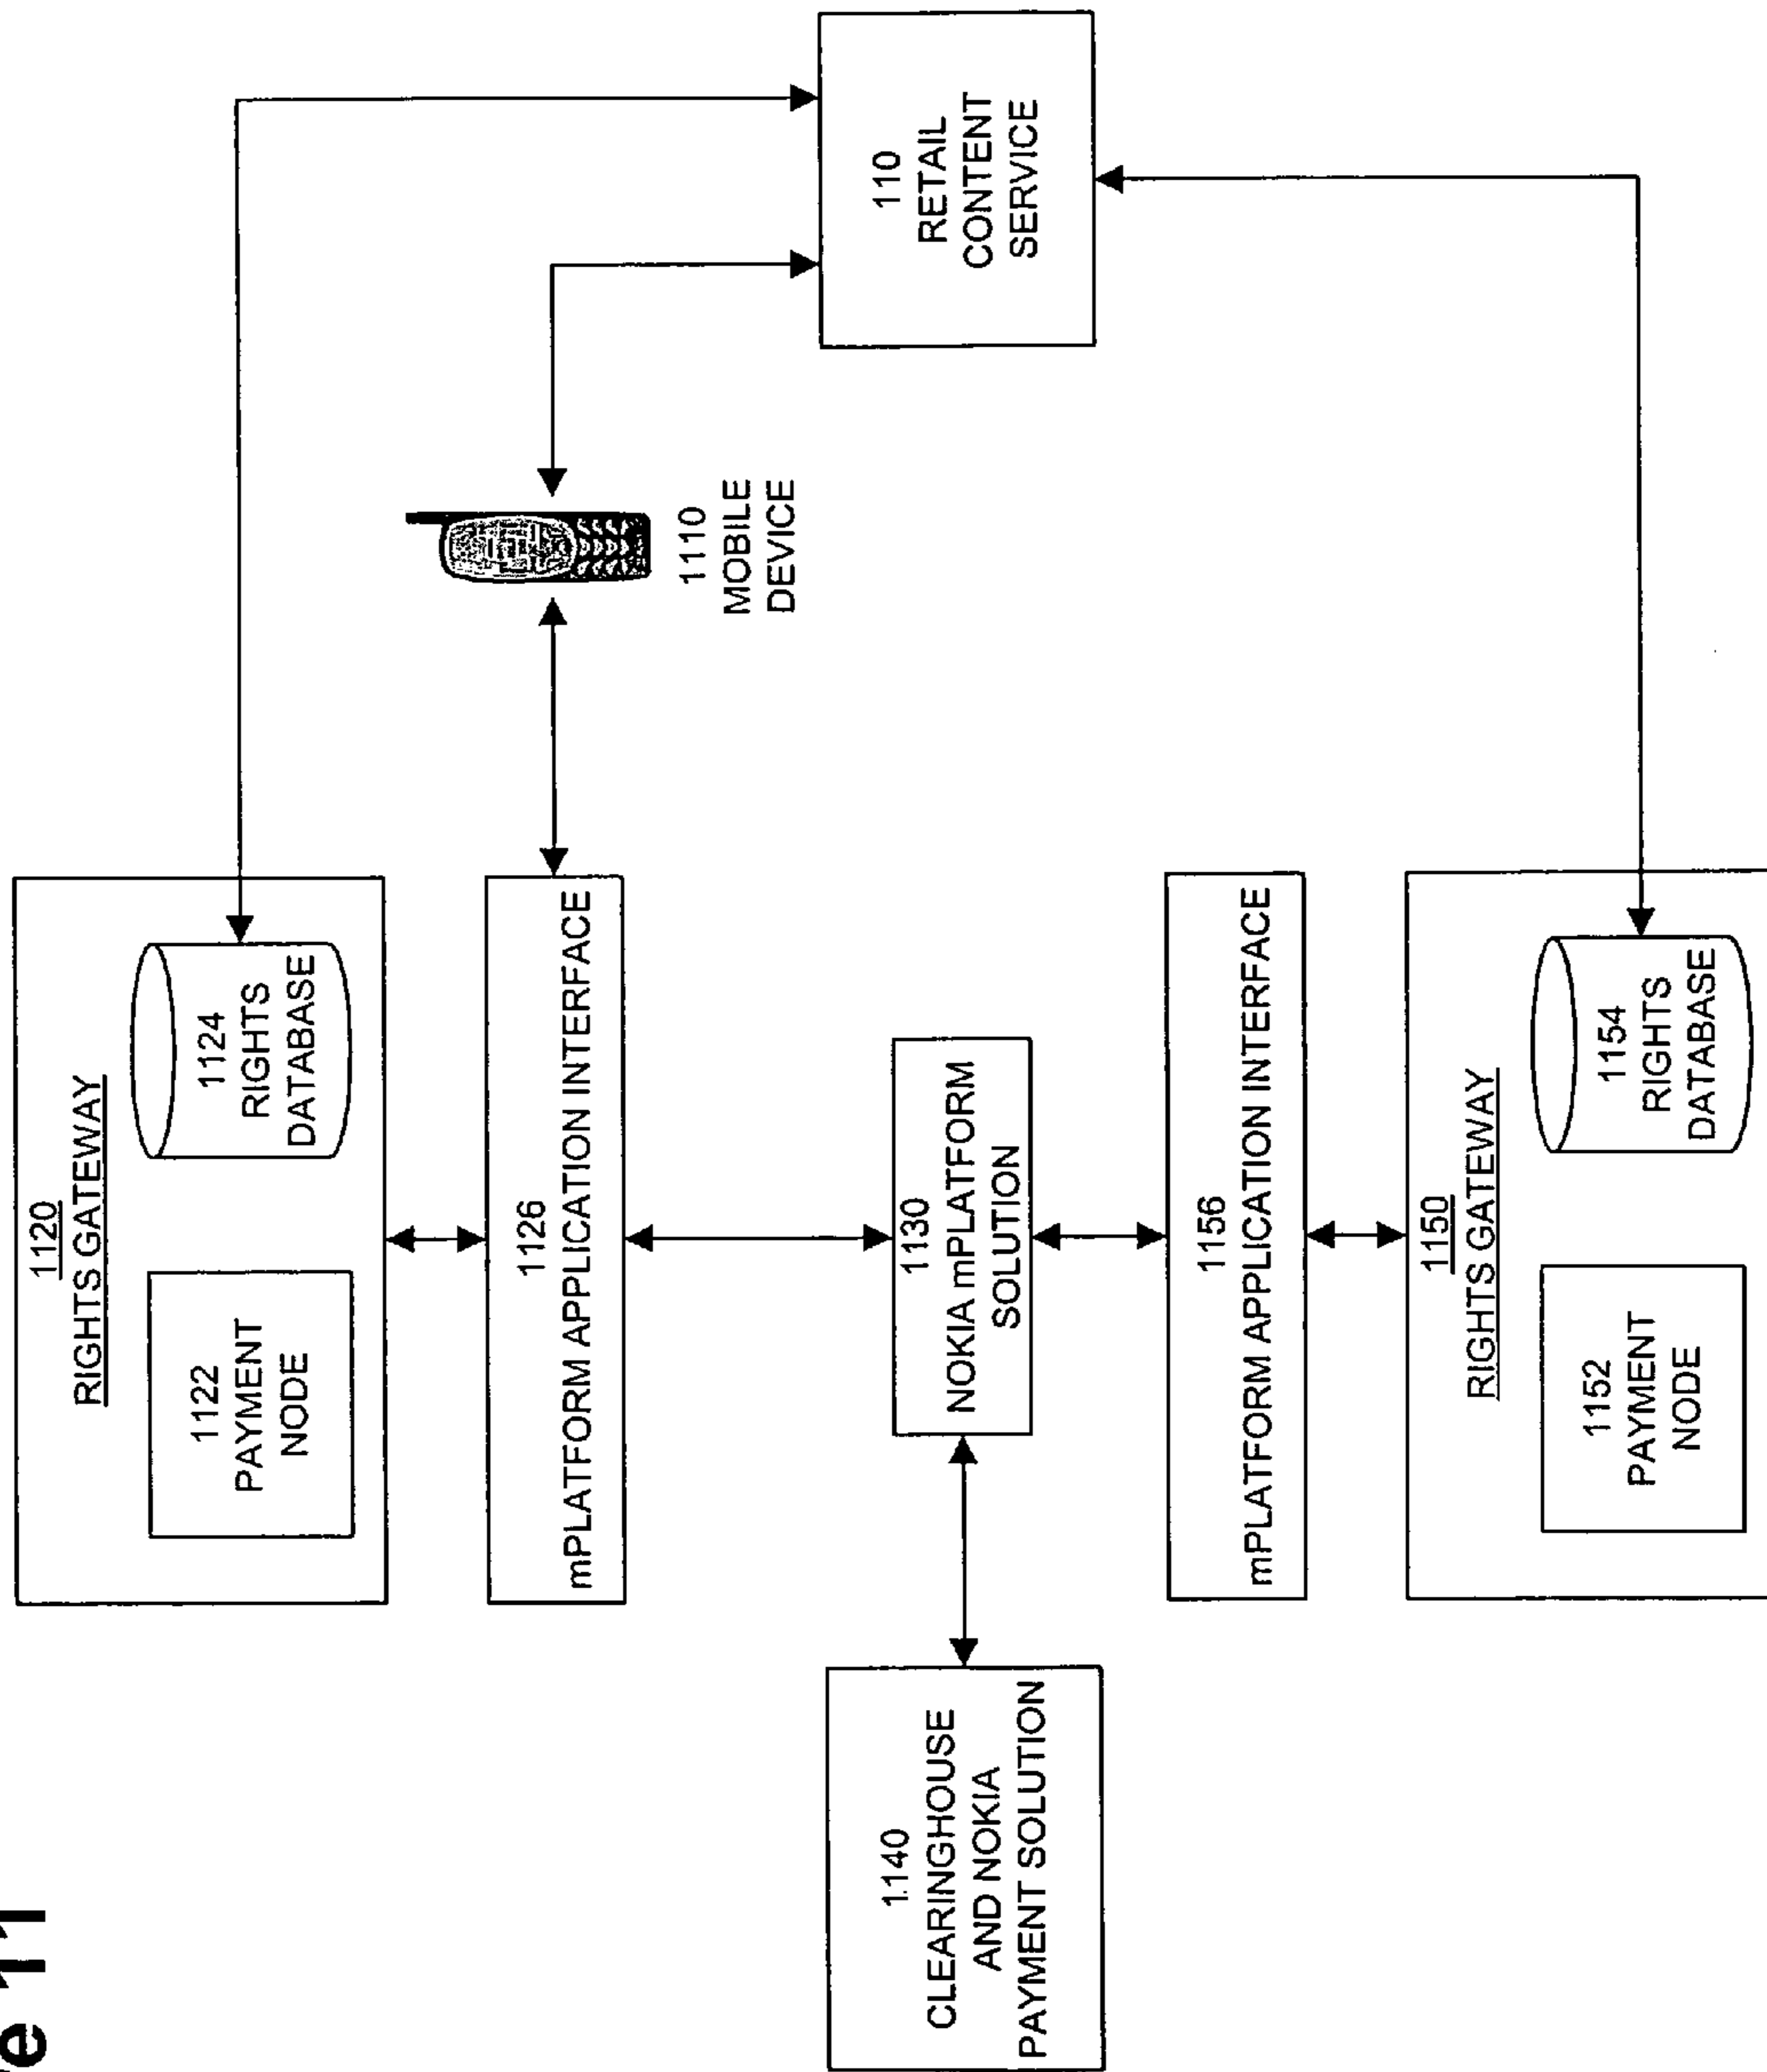 e 11
1120
RIGHTS GATEWAY
1122
PAYMENT
NODE
1124
RIGHTS
DATABASE
1126
mPLATFORM APPLICATION INTERFACE
1110
MOBILE
DEVICE
1140
CLEARINGHOUSE
AND NOKIA
PAYMENT SOLUTION
1130
NOKIA mPLATFORM
SOLUTION
110
RETAIL
CONTENT
SERVICE
1156
mPLATFORM APPLICATION INTERFACE
1150
RIGHTS GATEWAY
1152
PAYMENT
NODE
1154
RIGHTS
DATABASE